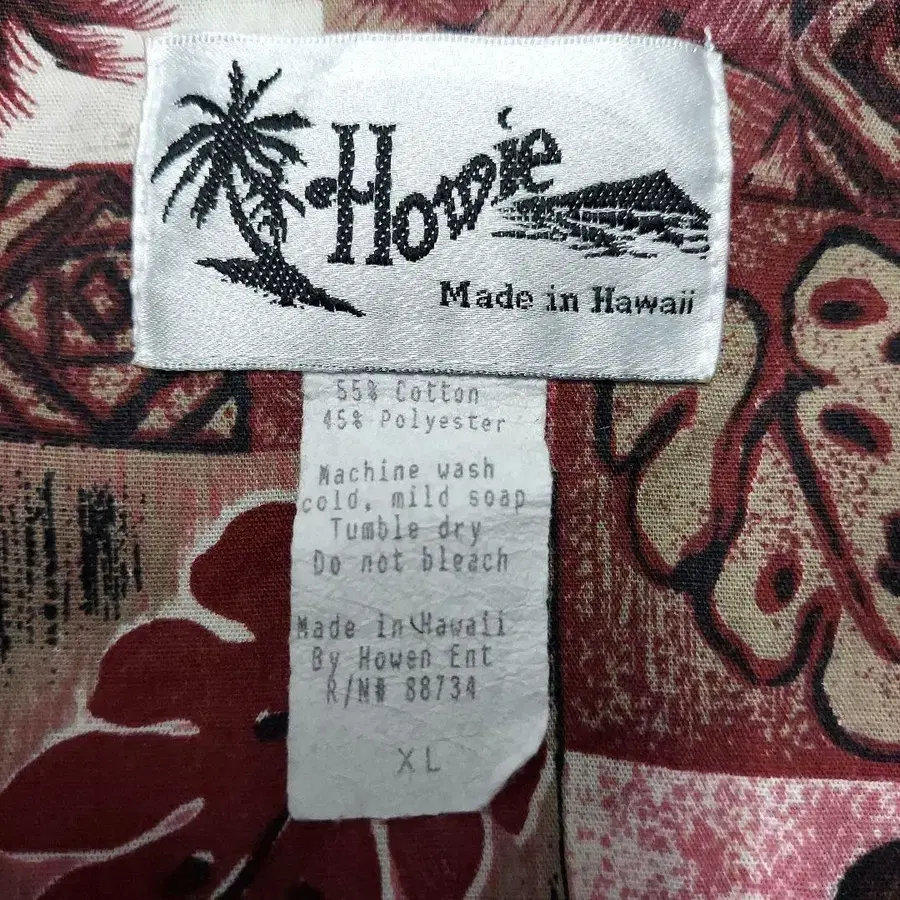 Howie
Made in Hawaii
55% Cotton
45% Polyester
Machine wash
cold, mild soap
Tumble dry
Do not bleach
Made in Hawaii
By Howen Ent
R/N# 88734
XL